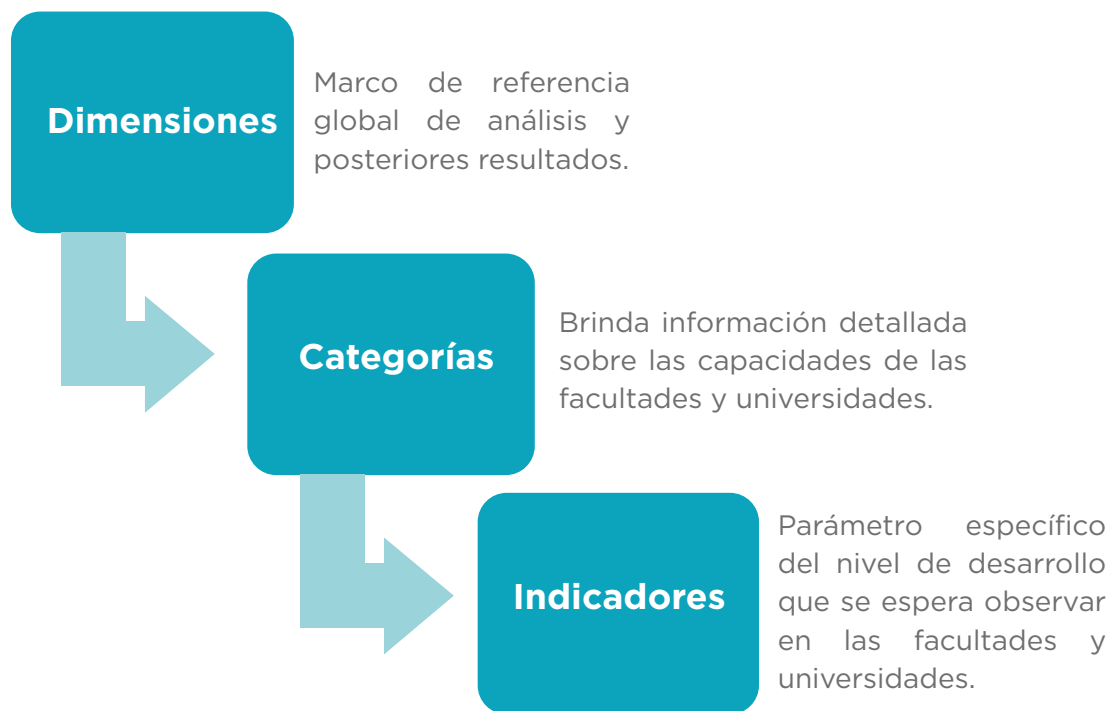 Dimensiones
Marco de referencia
global de análisis y
posteriores resultados.
Categorías
Brinda información detallada
sobre las capacidades de las
facultades y universidades.
Indicadores
Parámetro específico
del nivel de desarrollo
que se espera observar
en las facultades y
universidades.